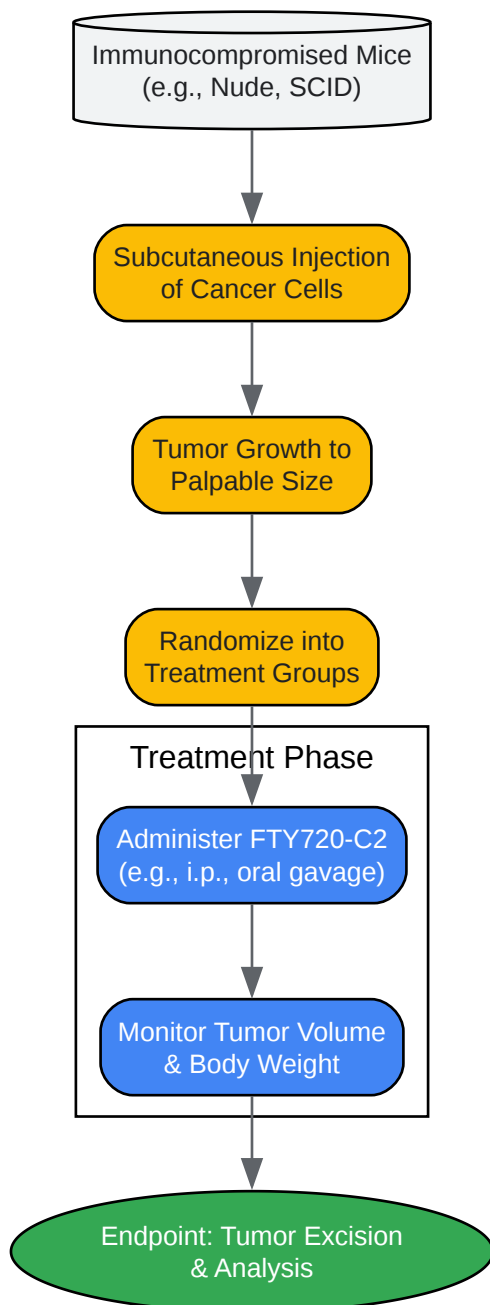 Immunocompromised Mice
(e.g., Nude, SCID)
Subcutaneous Injection
of Cancer Cells
Tumor Growth to
Palpable Size
Randomize into
Treatment Groups
Treatment Phase
Administer FTY720-C2
(e.g., i.p., oral gavage)
Monitor Tumor Volume
& Body Weight
Endpoint: Tumor Excision
& Analysis